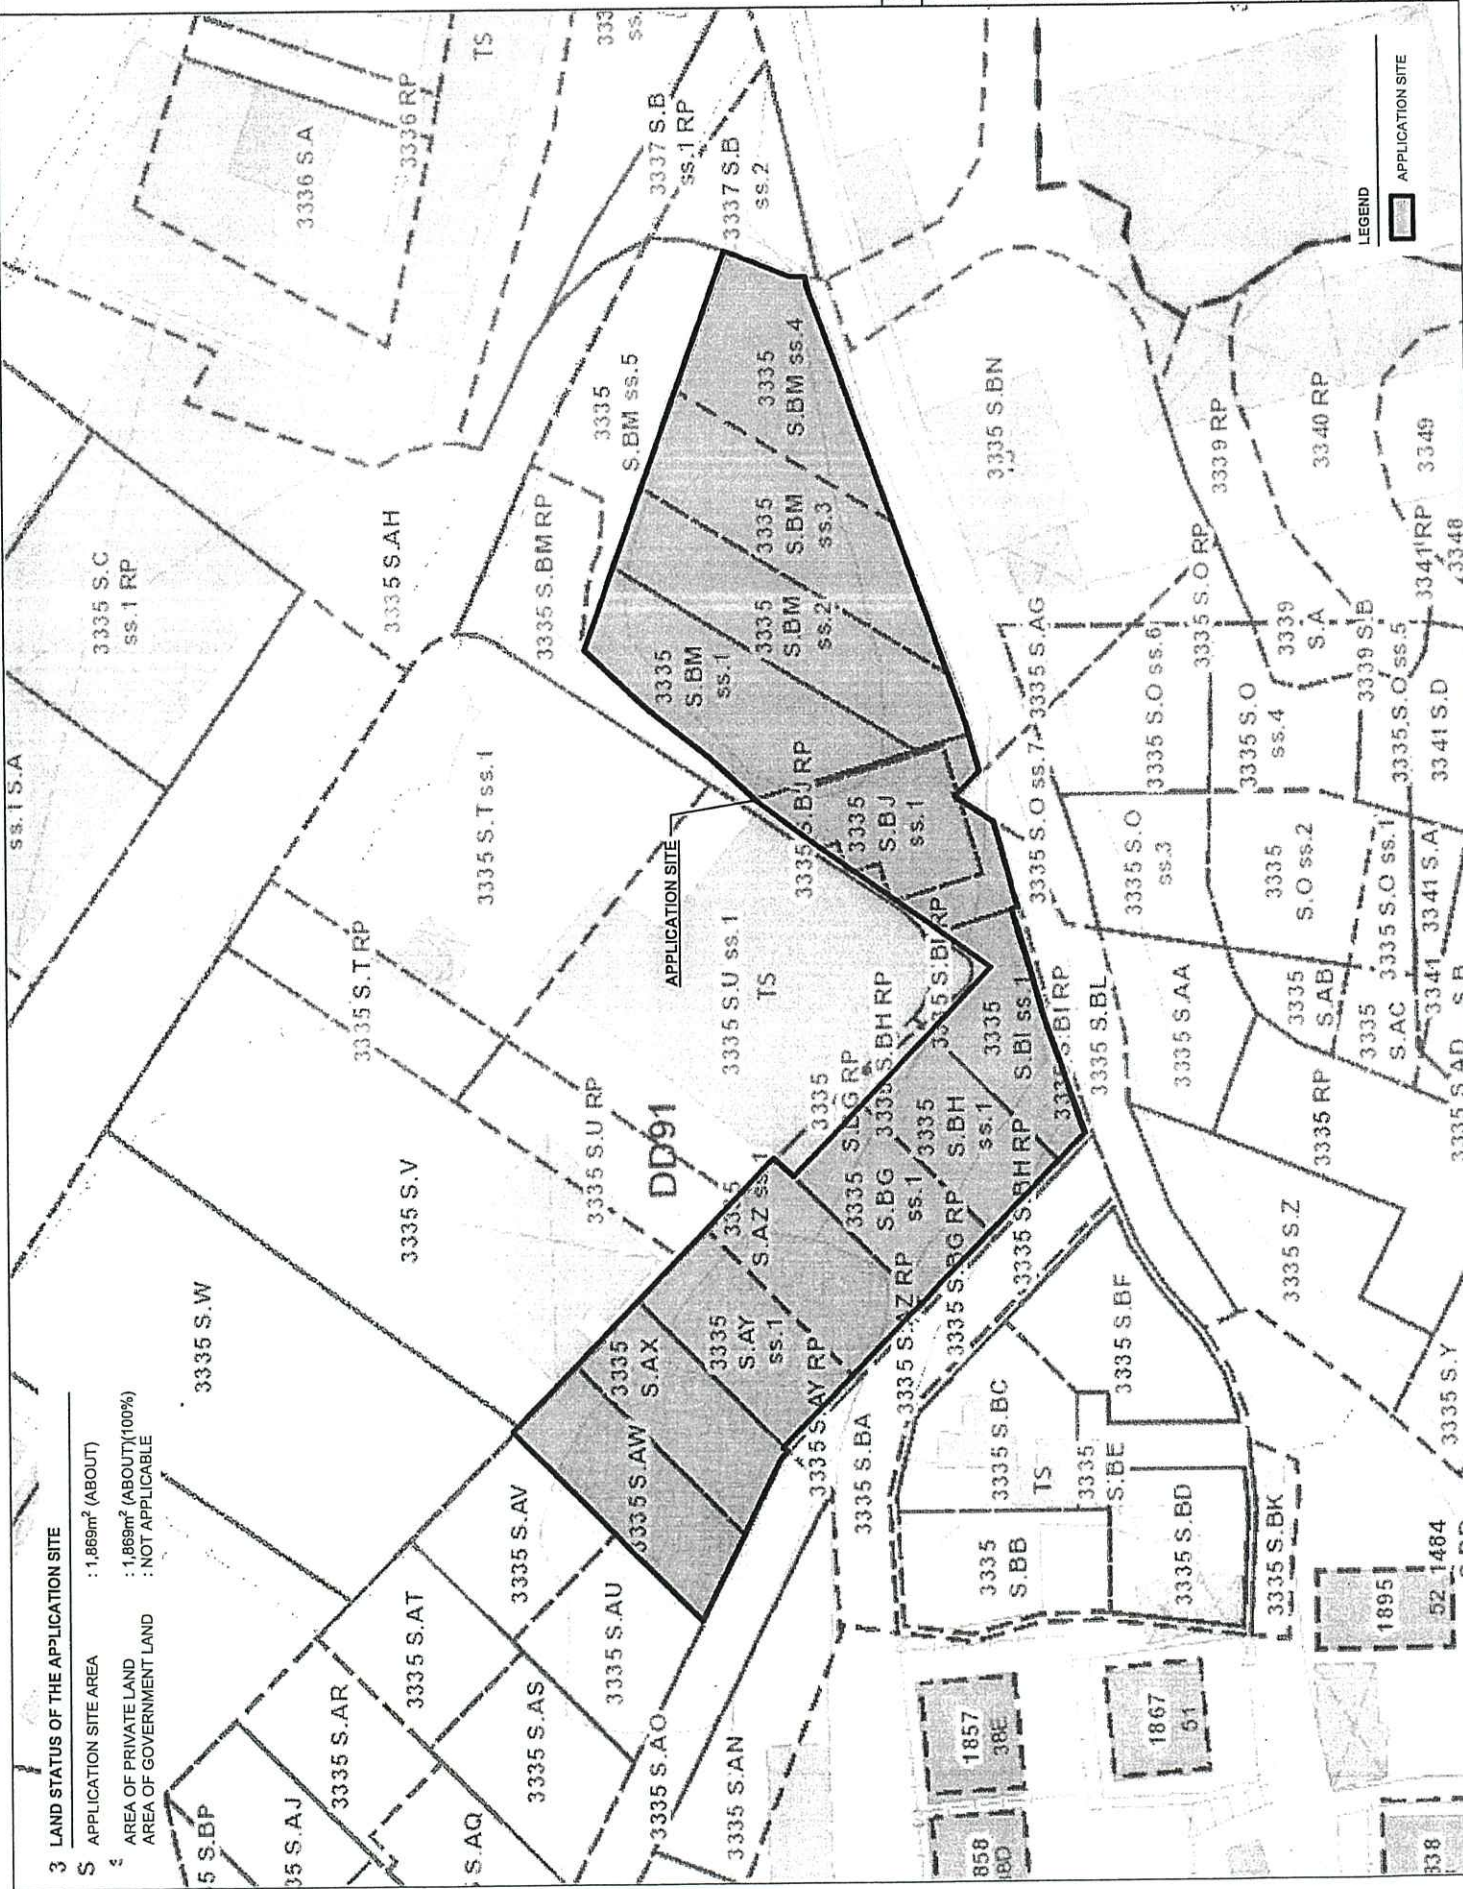 LAND STATUS OF THE APPLICATION SITE
APPLICATION SITE AREA : 1,869m² (ABOUT)
AREA OF PRIVATE LAND : 1,869m² (ABOUT)(100%)
AREA OF GOVERNMENT LAND : NOT APPLICABLE
3335 S.W
3335 S.V
3335 S.T RP
3335 S.T ss.1
3335 S.C
ss.1 RP
3335 S.AH
3336 S.A
3336 RP
TS
3337 S.B
ss.1 RP
3337 S.B
ss.2
3335 S.BM RP
3335
S.BM ss.5
3335 S.U RP
DD91
3335 S.U ss.1
TS
APPLICATION SITE
3335 S.AR
3335 S.AT
3335 S.AV
3335 S.AS
3335 S.AU
3335 S.AO
3335 S.AN
3335 S.AW
3335
S.AX
3335
S.AY
ss.1
3335 S.AY RP
S.AZ ss.1
3335
S.BG
ss.1
3335 S.BG RP
3335
S.BH
ss.1
3335 S.BH RP
3335
S.BI ss.1
3335 S.BI RP
3335 S.BJ RP
3335
S.BJ
ss.1
3335
S.BM
ss.1
3335
S.BM
ss.2
3335
S.BM
ss.3
3335
S.BM ss.4
3335 S.BN
3335 S.BA
3335 S.BC
TS
3335
S.BB
3335
S.BE
3335 S.BD
3335 S.BF
3335 S.BK
3335 S.BL
3335 S.Z
3335 S.Y
3335 RP
3335 S.AA
3335
S.AB
3335
S.AC
3335 S.O ss.7
3335 S.AG
3335 S.O
ss.3
3335 S.O ss.6
3335 S.O RP
3335 S.O
ss.4
3335
S.O ss.2
3335 S.O ss.1
3335 S.O ss.5
3339
S.A
3339 S.B
3339 RP
3340 RP
3341 S.A
3341 S.D
3341 RP
3348
3349
1857
38E
1867
51
1895
52
1484
LEGEND
APPLICATION SITE